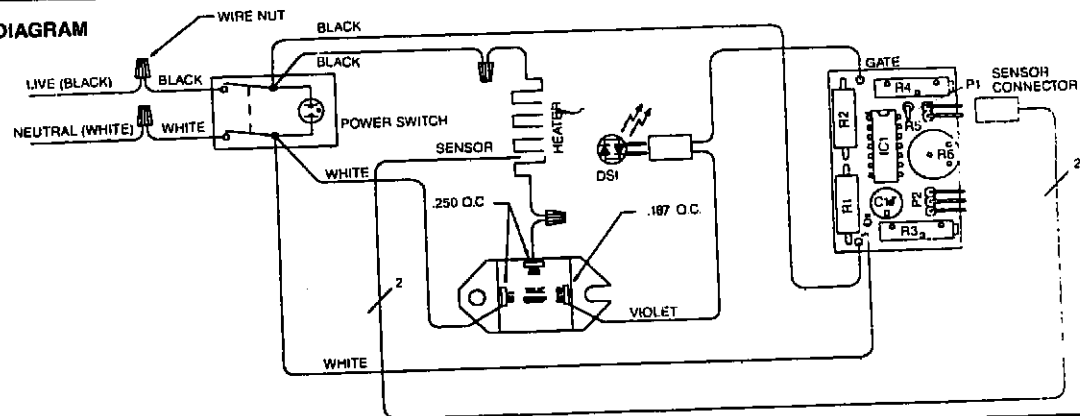 DIAGRAM
WIRE NUT
BLACK
BLACK
LIVE (BLACK)
BLACK
NEUTRAL (WHITE)
WHITE
POWER SWITCH
SENSOR
WHITE
HEATER
DS1
.250 O.C
.187 O.C.
2
VIOLET
WHITE
GATE
R4
P1
SENSOR
CONNECTOR
R2
IC1
R5
R6
R1
C1
P2
R3
2